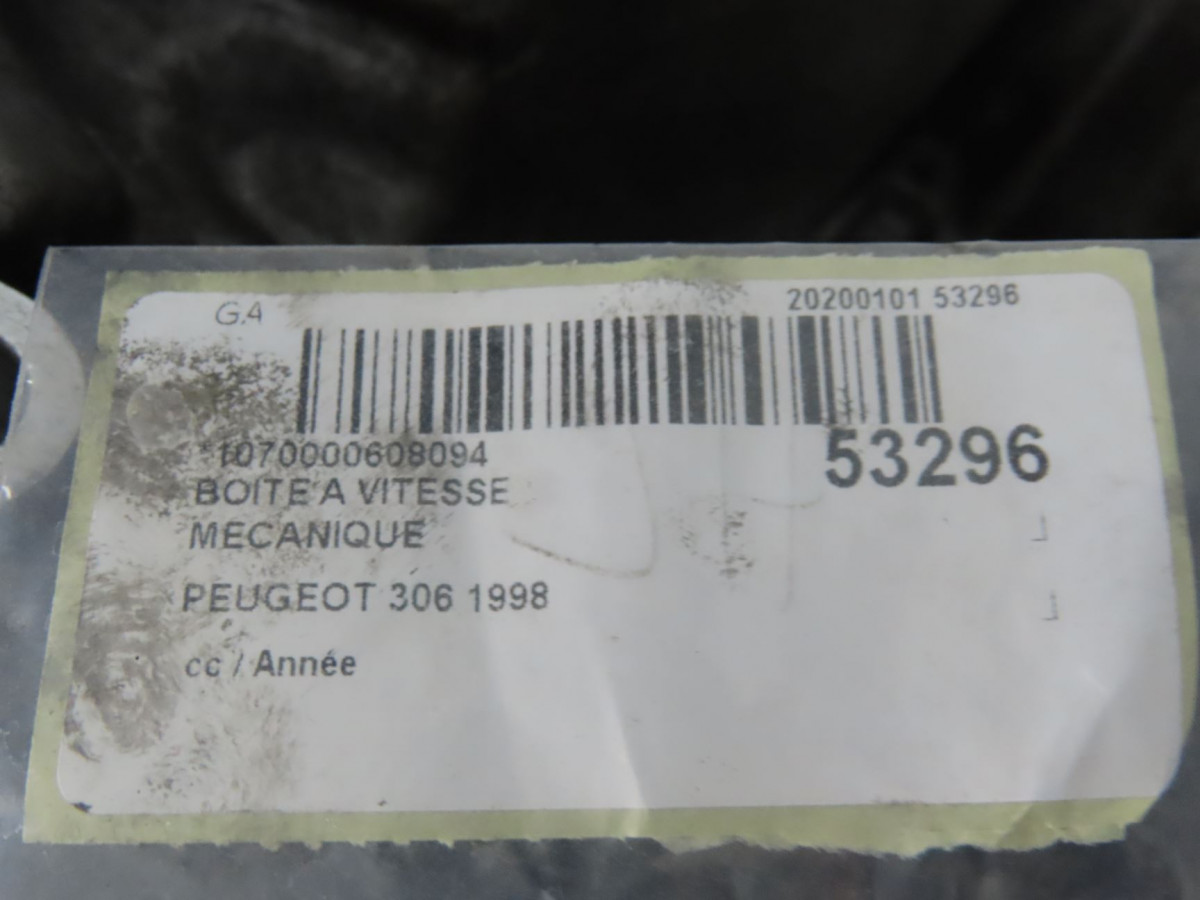 G.4
20200101 53296
*1070000608094
53296
BOITE A VITESSE
MECANIQUE
PEUGEOT 306 1998
cc / Année